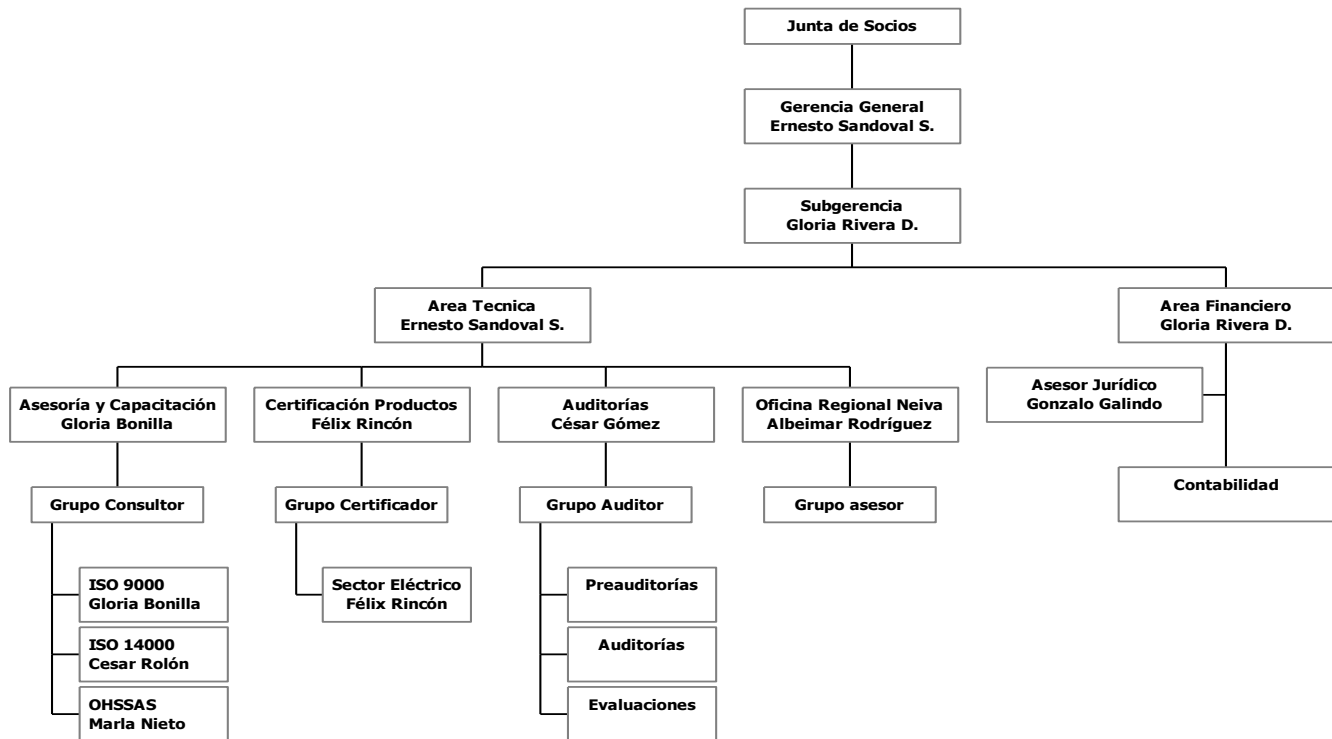 Junta de Socios
Gerencia General
Ernesto Sandoval S.
Subgerencia
Gloria Rivera D.
Area Tecnica
Ernesto Sandoval S.
Area Financiero
Gloria Rivera D.
Asesoría y Capacitación
Gloria Bonilla
Certificación Productos
Félix Rincón
Auditorías
César Gómez
Oficina Regional Neiva
Albeimar Rodríguez
Asesor Jurídico
Gonzalo Galindo
Grupo Consultor
Grupo Certificador
Grupo Auditor
Grupo asesor
Contabilidad
ISO 9000
Gloria Bonilla
ISO 14000
Cesar Rolón
OHSSAS
Marla Nieto
Sector Eléctrico
Félix Rincón
Preauditorías
Auditorías
Evaluaciones